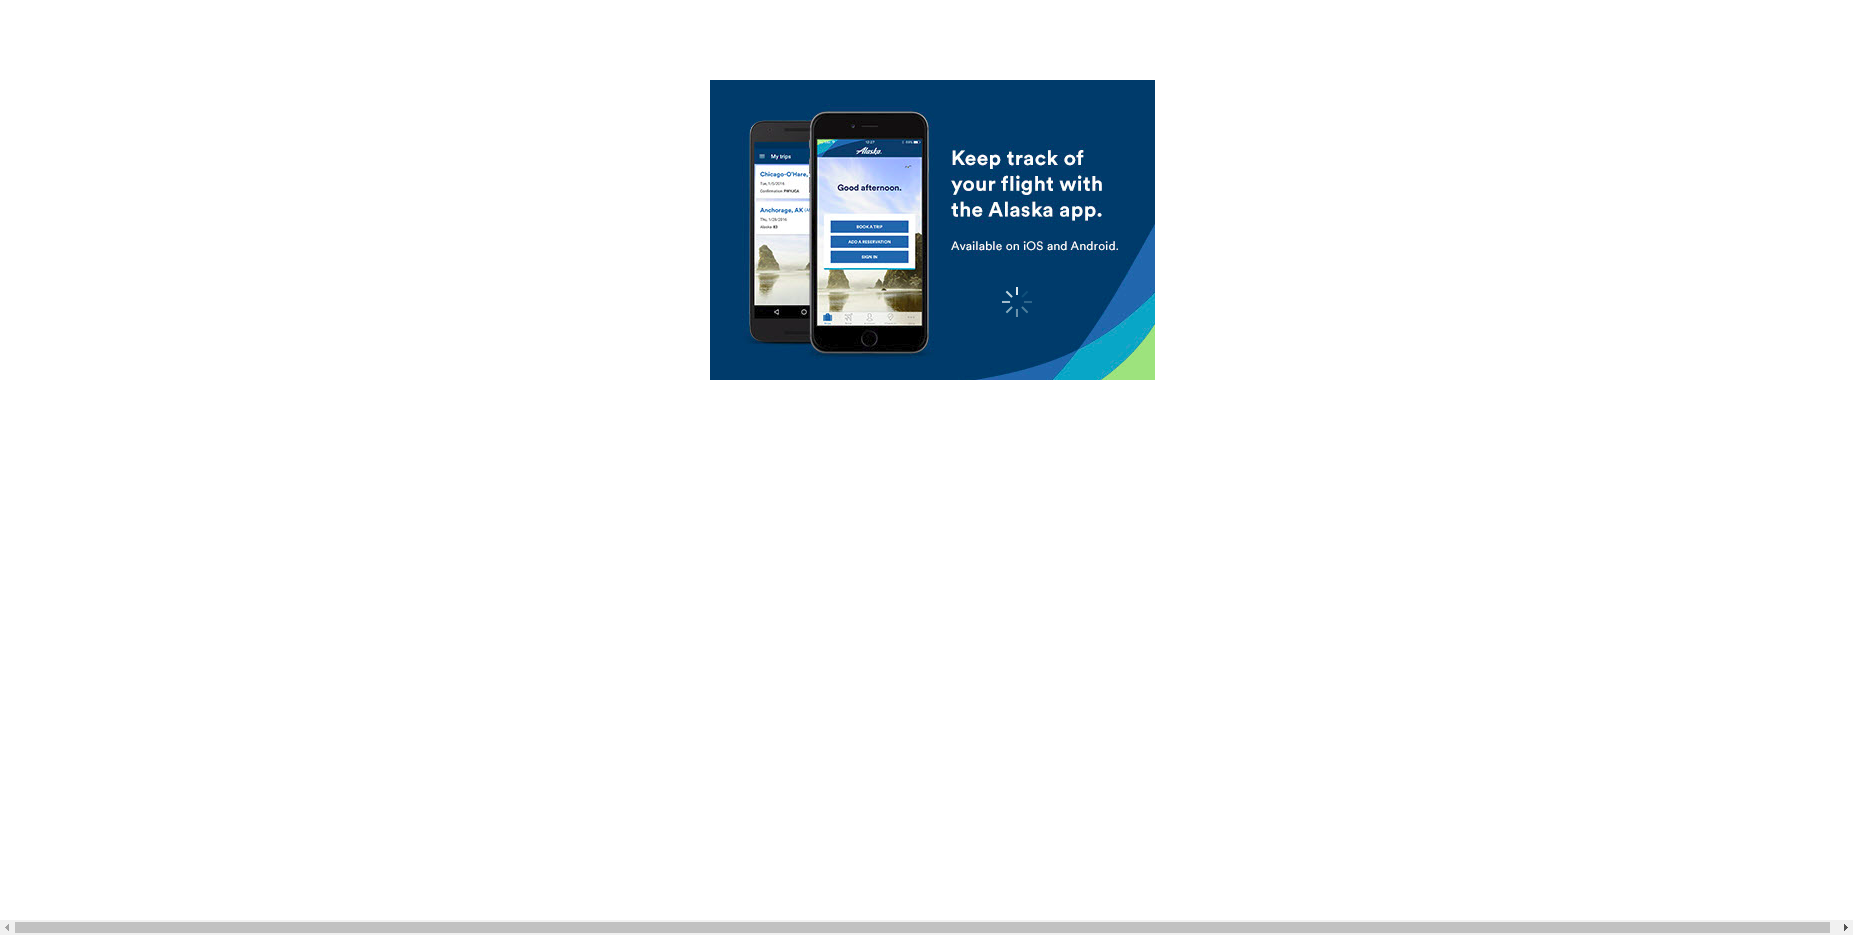 My trips
Chicago-O'Hare,
Tue, 1/5/2016
Anchorage, AK
Thu, 1/28/2016
Alaska 83
12:27
Alaska
Good afternoon.
BOOK A TRIP
ADD A RESERVATION
SIGN IN
Keep track of
your flight with
the Alaska app.
Available on iOS and Android.